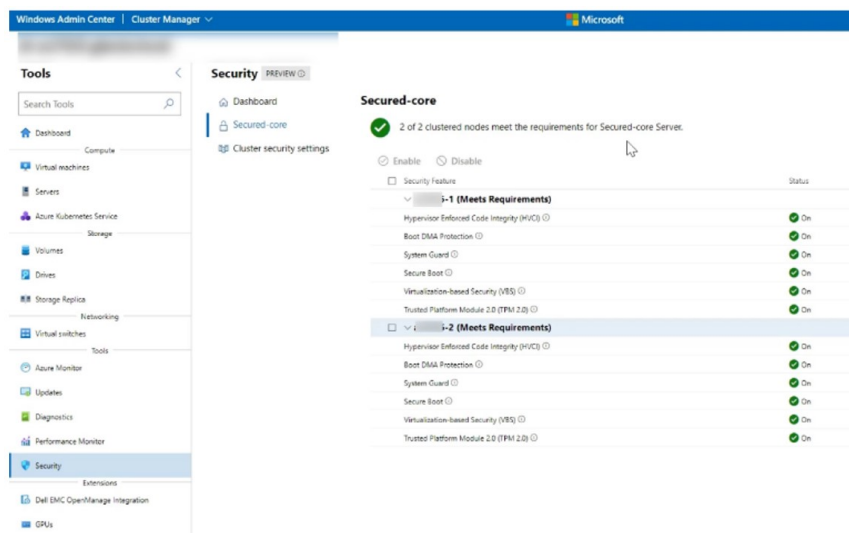 Windows Admin Center | Cluster Manager
Microsoft
Tools
Search Tools
Dashboard
Compute
Virtual machines
Servers
Azure Kubernetes Service
Storage
Volumes
Drives
Storage Replica
Networking
Virtual switches
Tools
Azure Monitor
Updates
Diagnostics
Performance Monitor
Security
Extensions
Dell EMC OpenManage Integration
GPUs
Security PREVIEW
Dashboard
Secured-core
Cluster security settings
Secured-core
2 of 2 clustered nodes meet the requirements for Secured-core Server.
Enable Disable
Security Feature Status
-1 (Meets Requirements)
Hypervisor Enforced Code Integrity (HVCI) On
Boot DMA Protection On
System Guard On
Secure Boot On
Virtualization-based Security (VBS) On
Trusted Platform Module 2.0 (TPM 2.0) On
-2 (Meets Requirements)
Hypervisor Enforced Code Integrity (HVCI) On
Boot DMA Protection On
System Guard On
Secure Boot On
Virtualization-based Security (VBS) On
Trusted Platform Module 2.0 (TPM 2.0) On